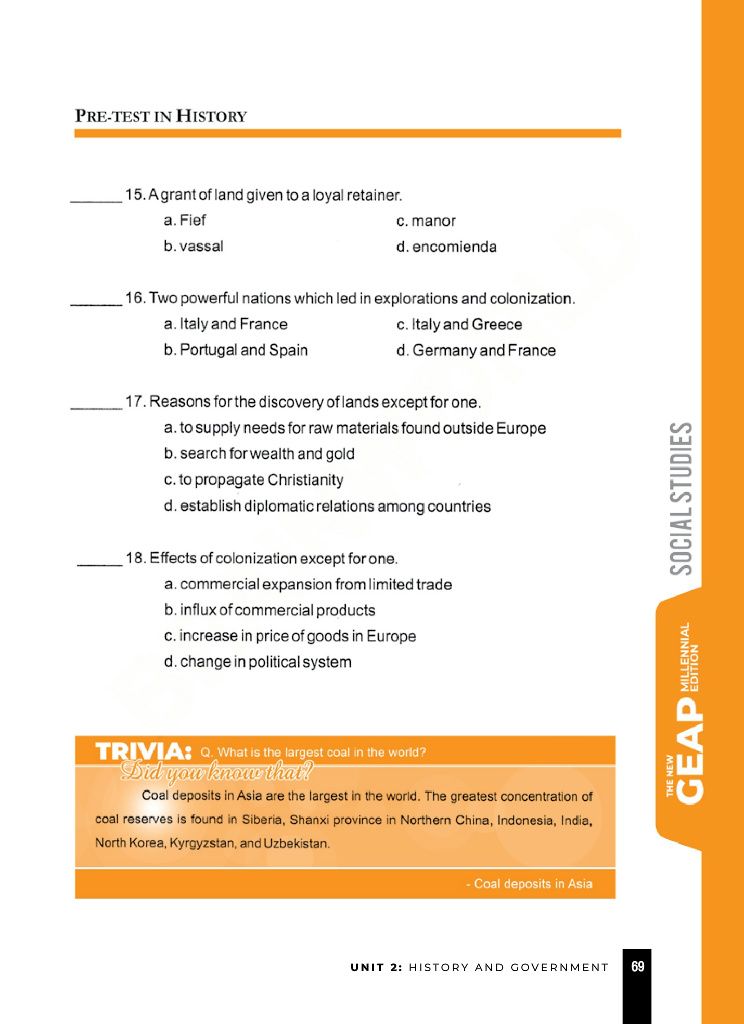 PRE-TEST IN HISTORY
______ 15. A grant of land given to a loyal retainer.
a. Fief c. manor
b. vassal d. encomienda
______ 16. Two powerful nations which led in explorations and colonization.
a. Italy and France c. Italy and Greece
b. Portugal and Spain d. Germany and France
______ 17. Reasons for the discovery of lands except for one.
a. to supply needs for raw materials found outside Europe
b. search for wealth and gold
c. to propagate Christianity
d. establish diplomatic relations among countries
______ 18. Effects of colonization except for one.
a. commercial expansion from limited trade
b. influx of commercial products
c. increase in price of goods in Europe
d. change in political system
TRIVIA: Q. What is the largest coal in the world?
Did you know that?
Coal deposits in Asia are the largest in the world. The greatest concentration of
coal reserves is found in Siberia, Shanxi province in Northern China, Indonesia, India,
North Korea, Kyrgyzstan, and Uzbekistan.
- Coal deposits in Asia
SOCIAL STUDIES
THE NEW
GEAP
MILLENNIAL
EDITION
UNIT 2: HISTORY AND GOVERNMENT 69